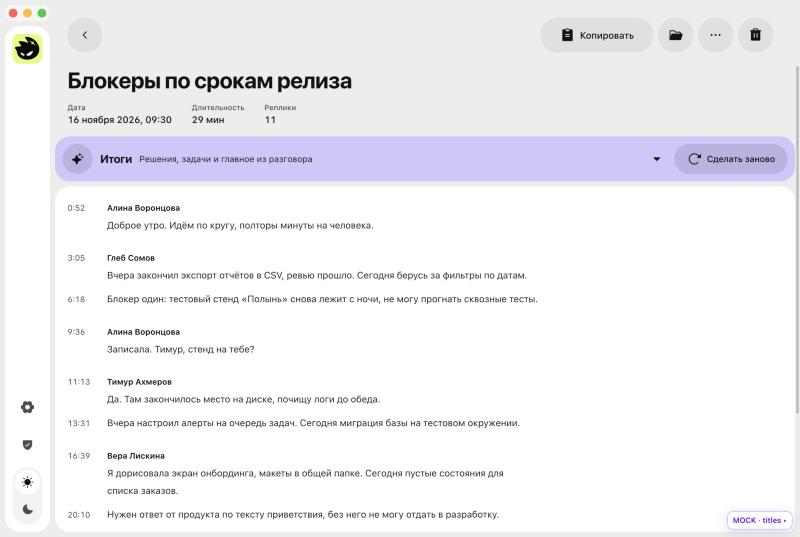 Копировать
Блокеры по срокам релиза
Дата
Длительность
Реплики
16 ноября 2026, 09:30
29 мин
11
Итоги Решения, задачи и главное из разговора
Сделать заново
0:52 Алина Воронцова
Доброе утро. Идём по кругу, полторы минуты на человека.
3:05 Глеб Сомов
Вчера закончил экспорт отчётов в CSV, ревью прошло. Сегодня берусь за фильтры по датам.
6:18 Блокер один: тестовый стенд «Полынь» снова лежит с ночи, не могу прогнать сквозные тесты.
9:36 Алина Воронцова
Записала. Тимур, стенд на тебе?
11:13 Тимур Ахмеров
Да. Там закончилось место на диске, почищу логи до обеда.
13:31 Вчера настроил алерты на очередь задач. Сегодня миграция базы на тестовом окружении.
16:39 Вера Лискина
Я дорисовала экран онбординга, макеты в общей папке. Сегодня пустые состояния для
списка заказов.
20:10 Нужен ответ от продукта по тексту приветствия, без него не могу отдать в разработку.
МОСК · titles